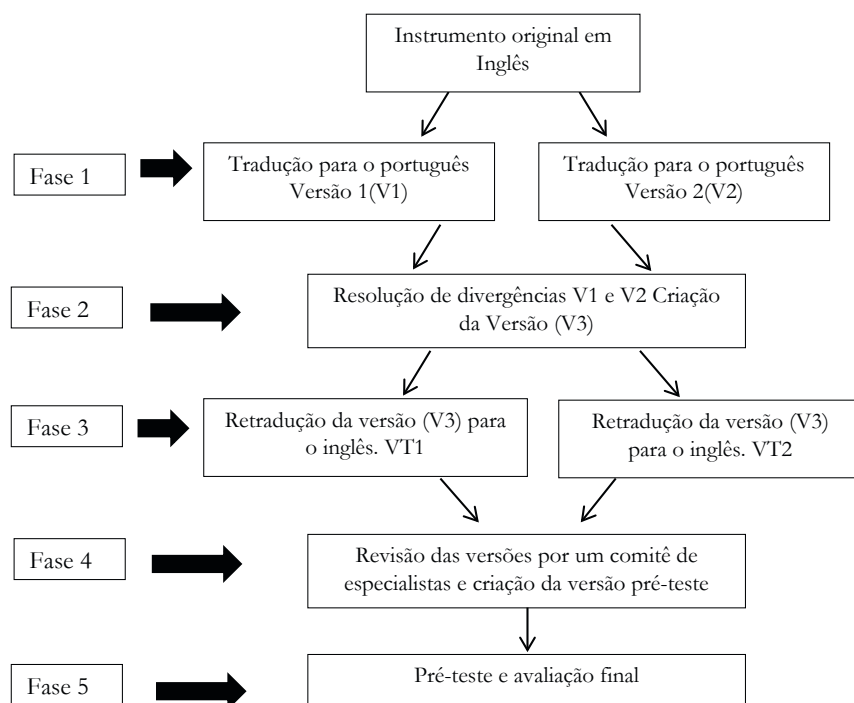 Instrumento original em
Inglês
Fase 1
Tradução para o português
Versão 1(V1)
Tradução para o português
Versão 2(V2)
Fase 2
Resolução de divergências V1 e V2 Criação
da Versão (V3)
Fase 3
Retradução da versão (V3) para
o inglês. VT1
Retradução da versão (V3)
para o inglês. VT2
Fase 4
Revisão das versões por um comitê de
especialistas e criação da versão pré-teste
Fase 5
Pré-teste e avaliação final